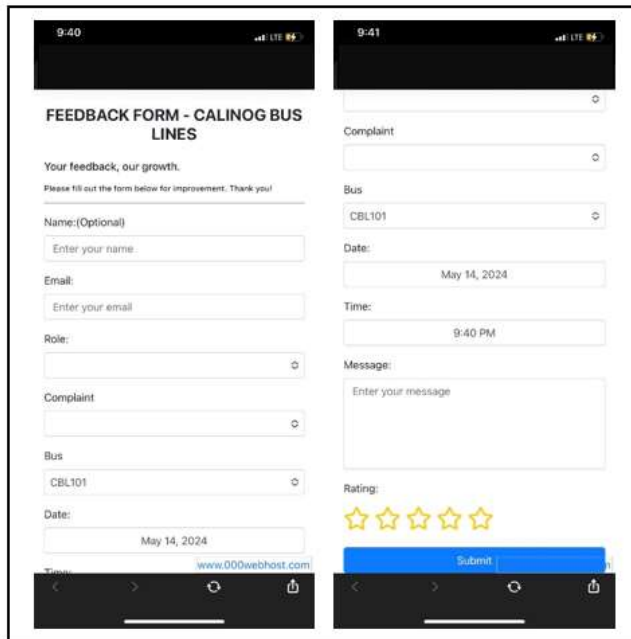 9:40
LTE
FEEDBACK FORM - CALINOG BUS
LINES
Your feedback, our growth.
Please fill out the form below for improvement. Thank you!
Name:(Optional)
Enter your name
Email:
Enter your email
Role:
Complaint
Bus
CBL101
Date:
May 14, 2024
Time:
www.000webhost.com
9:41
LTE
Complaint
Bus
CBL101
Date:
May 14, 2024
Time:
9:40 PM
Message:
Enter your message
Rating:
Submit